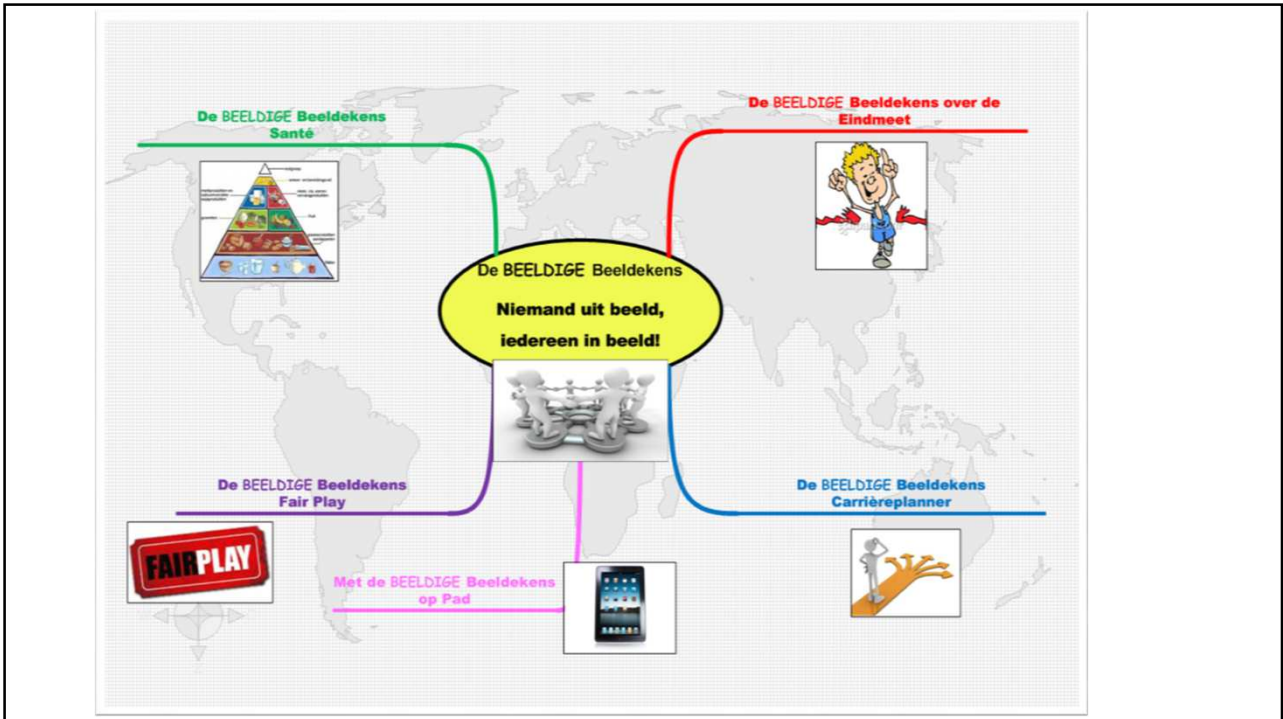 De BEELDIGE Beeldekens
Santé
De BEELDIGE Beeldekens over de
Eindmeet
De BEELDIGE Beeldekens
Niemand uit beeld,
iedereen in beeld!
De BEELDIGE Beeldekens
Fair Play
FAIRPLAY
De BEELDIGE Beeldekens
Carrièreplanner
Met de BEELDIGE Beeldekens
op Pad